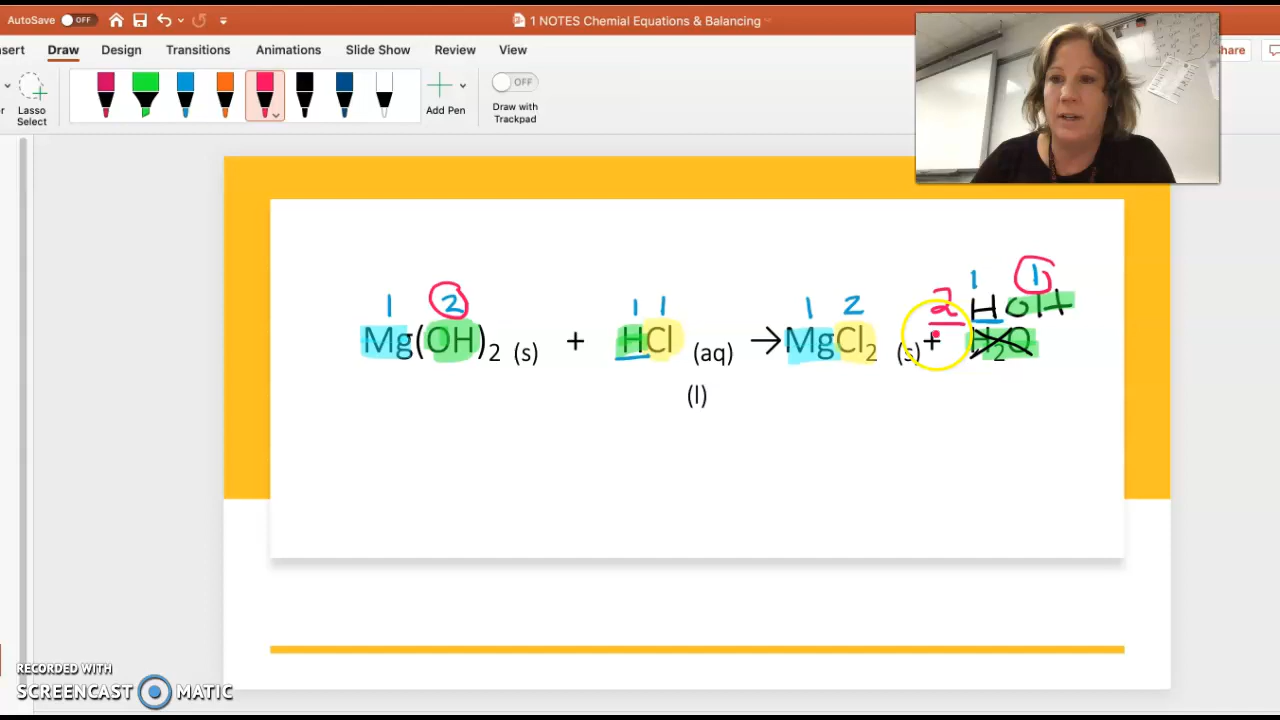 AutoSave OFF
1 NOTES Chemial Equations & Balancing
nsert Draw Design Transitions Animations Slide Show Review View
Share
Lasso Select
Add Pen
OFF
Draw with Trackpad
1 2 1 1 1 2 2 1 1
H OH
Mg(OH)2 (s) + HCl (aq) → MgCl2 (s) + H2O
(l)
RECORDED WITH
SCREENCAST MATIC